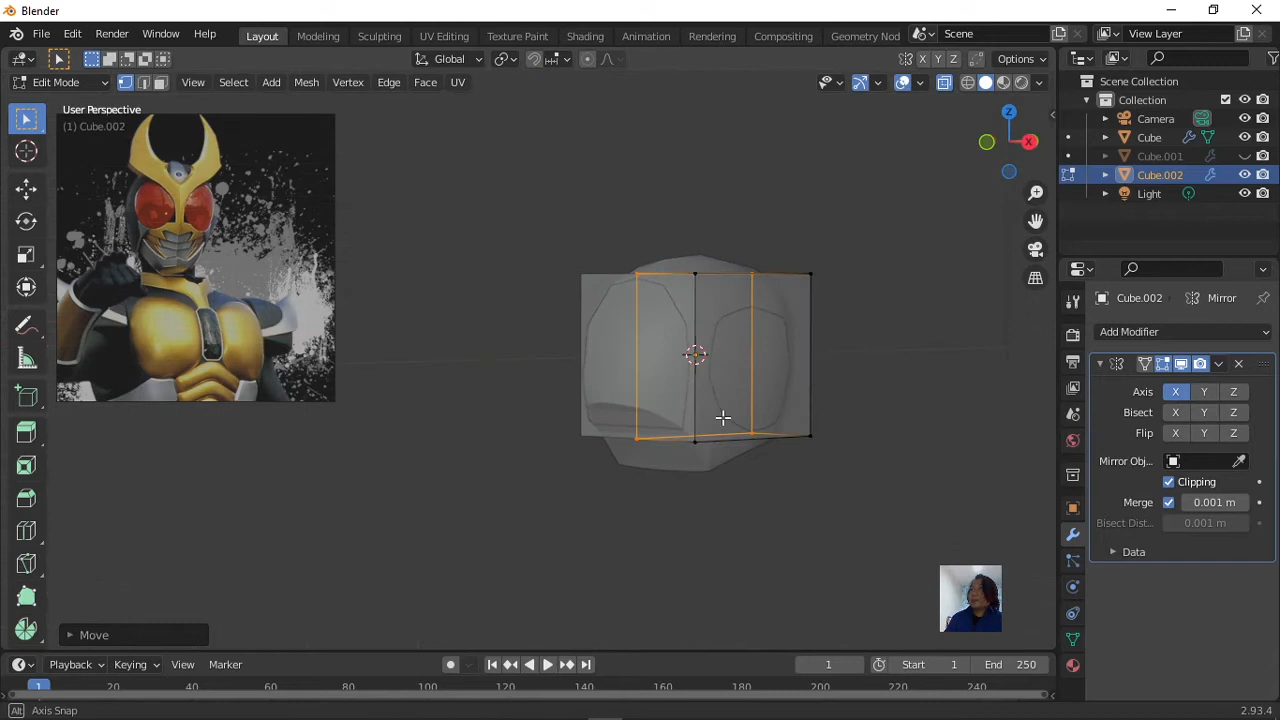 Blender
File Edit Render Window Help
Layout Modeling Sculpting UV Editing Texture Paint Shading Animation Rendering Compositing Geometry Nod
Scene
View Layer
Global
X Y Z
Options
Edit Mode
View Select Add Mesh Vertex Edge Face UV
User Perspective
(1) Cube.002
Z
X
Scene Collection
Collection
Camera
Cube
Cube.001
Cube.002
Light
Cube.002 Mirror
Add Modifier
Axis X Y Z
Bisect X Y Z
Flip X Y Z
Mirror Obj...
Clipping
Merge 0.001 m
Bisect Dist... 0.001 m
Data
Move
Playback Keying View Marker
1 Start 1 End 250
1 20 40 60 80 100 120 140 160 180 200 220 240
Alt Axis Snap
2.93.4